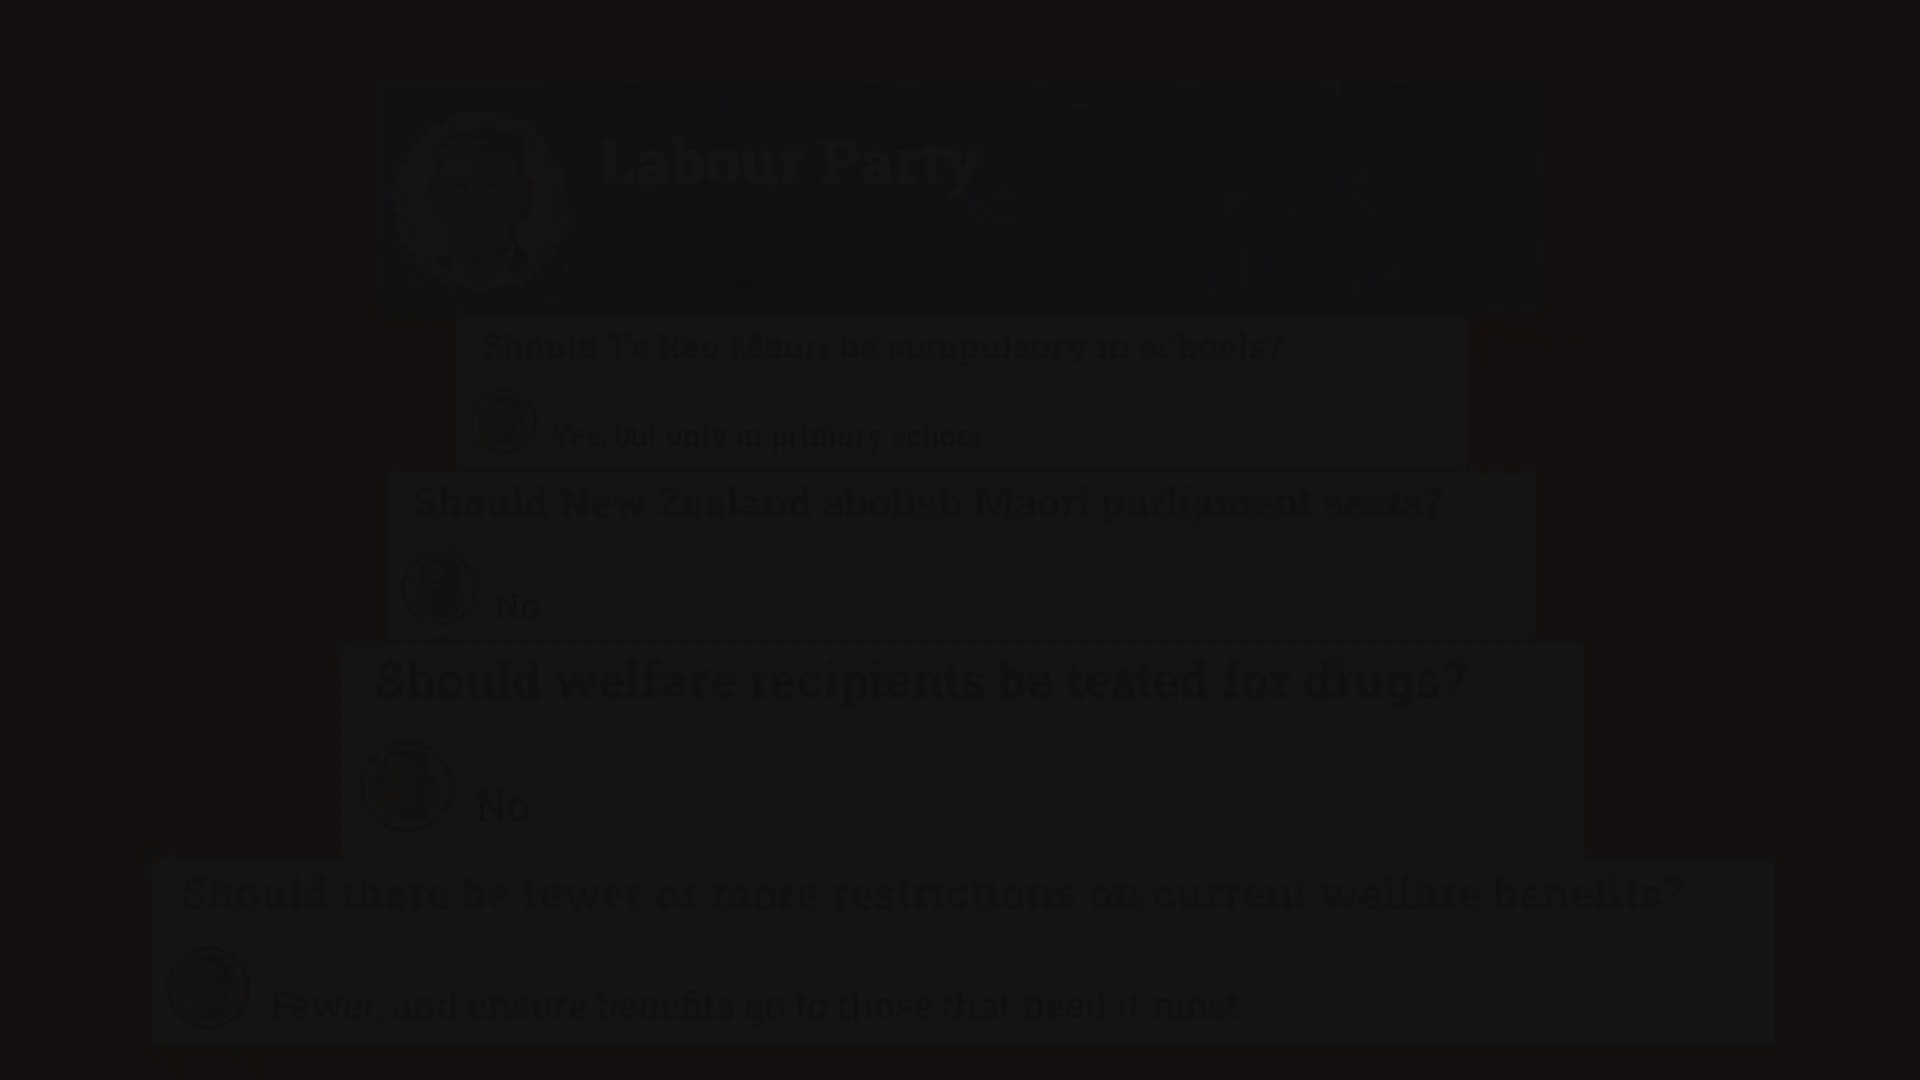 Labour Party
Should Te Reo Māori be compulsory in schools?
Yes, but only in primary school
Should New Zealand abolish Maori parliament seats?
No
Should welfare recipients be tested for drugs?
No
Should there be fewer or more restrictions on current welfare benefits?
Fewer, and ensure benefits go to those that need it most